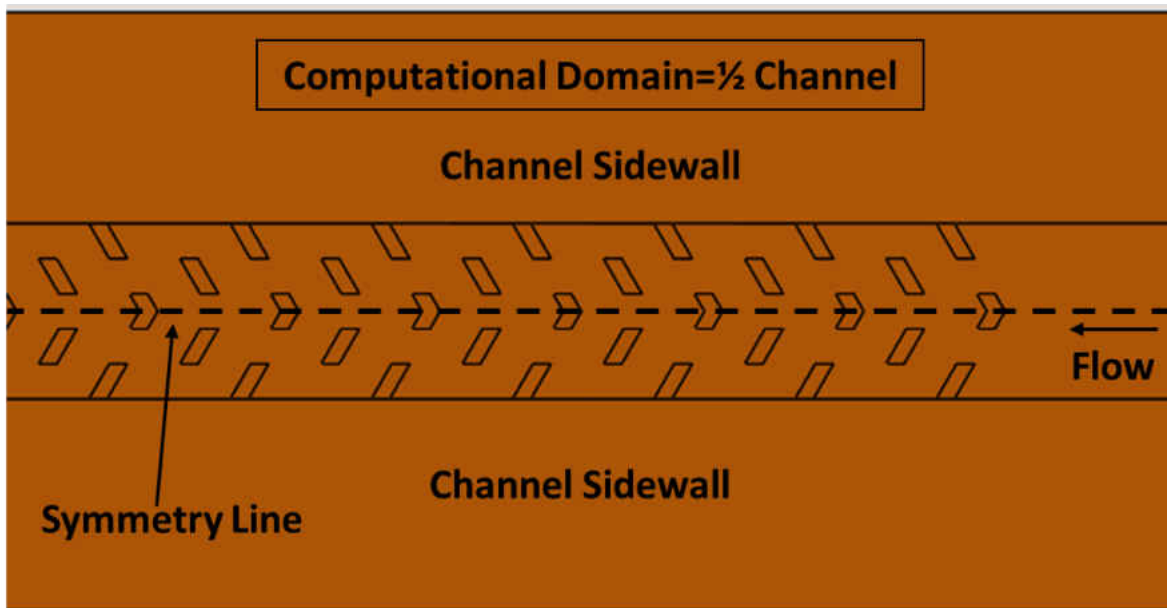 Computational Domain=½ Channel
Channel Sidewall
Flow
Channel Sidewall
Symmetry Line